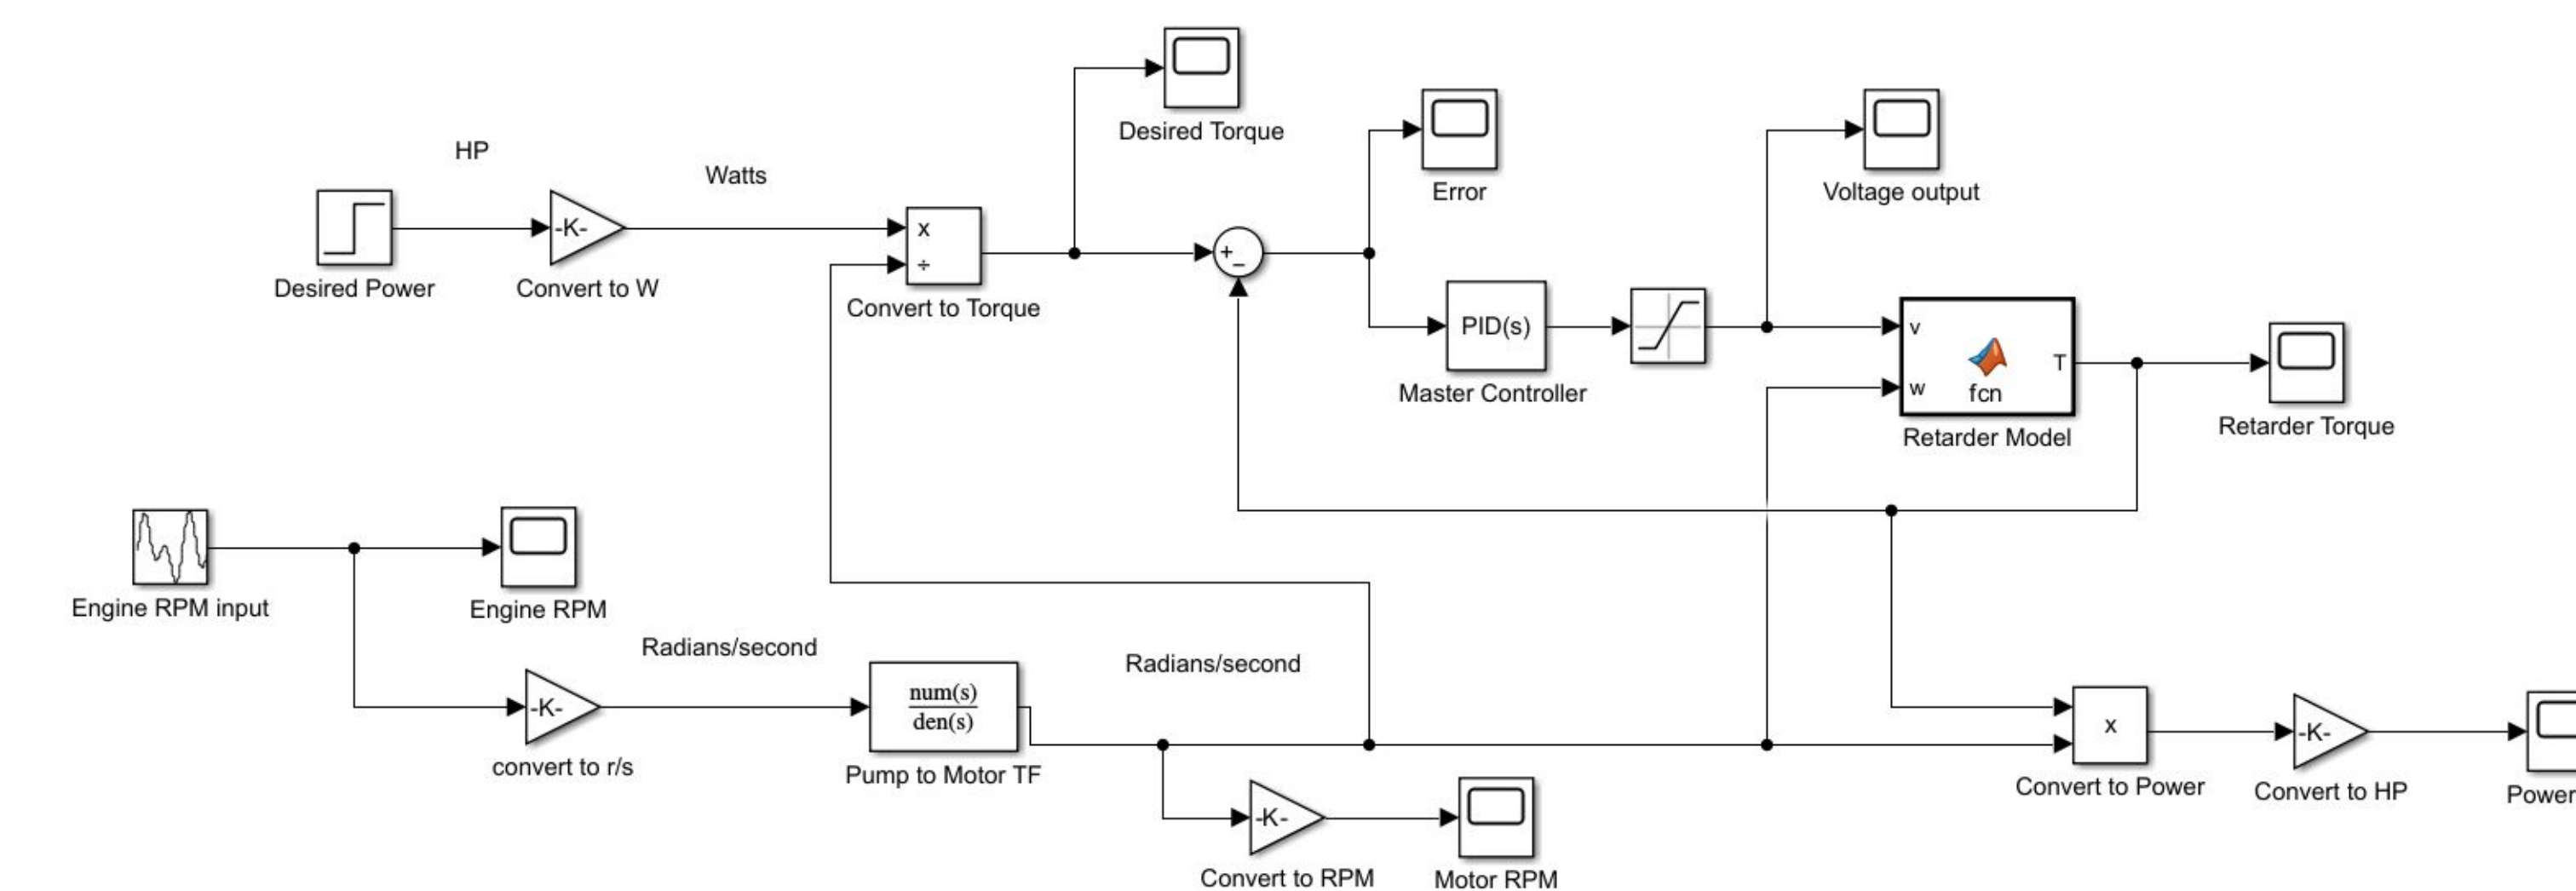 Desired Torque
HP
Watts
Error
Voltage output
-K-
x
÷
+
−
Desired Power
Convert to W
Convert to Torque
PID(s)
Master Controller
v
w
T
fcn
Retarder Model
Retarder Torque
Engine RPM input
Engine RPM
Radians/second
Radians/second
-K-
convert to r/s
num(s)
den(s)
Pump to Motor TF
x
Convert to Power
-K-
Convert to HP
Power
-K-
Convert to RPM
Motor RPM